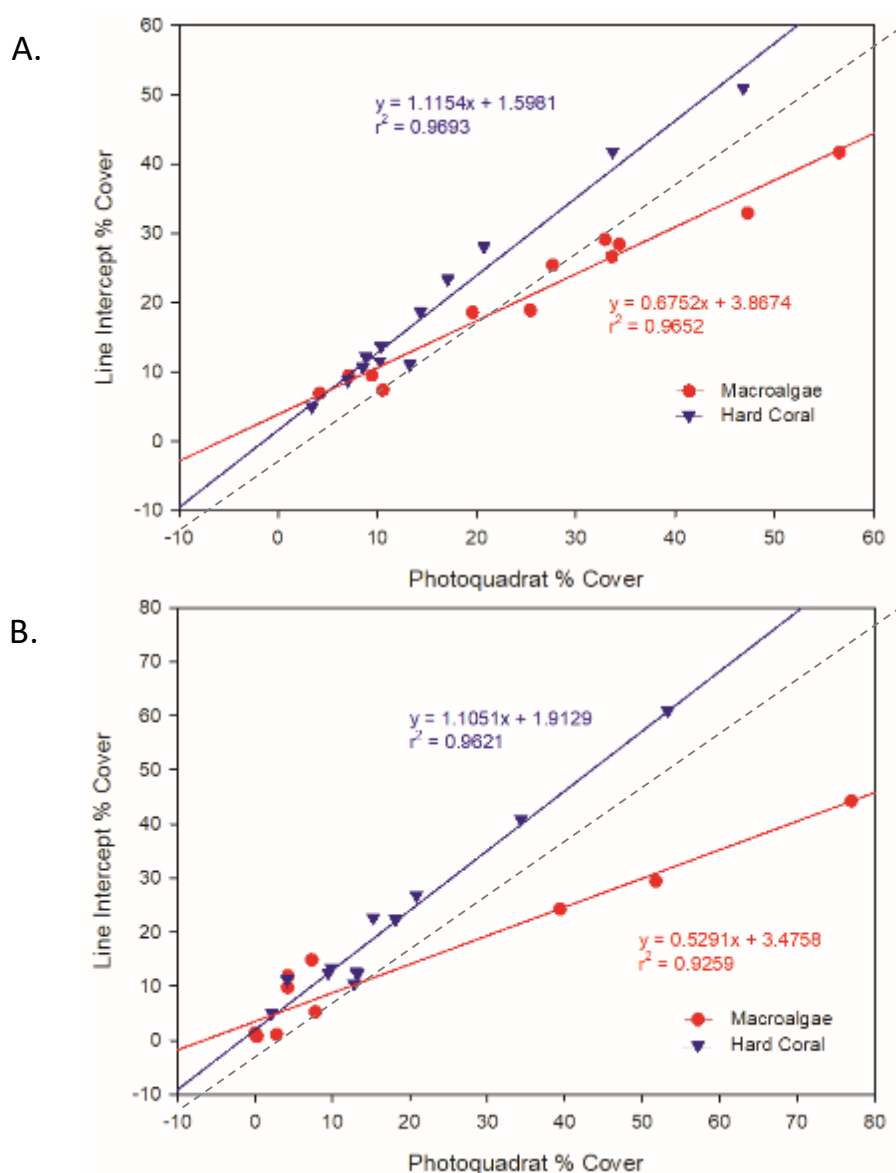 A.
60
50
40
30
20
10
0
-10
Line Intercept % Cover
y = 1.1154x + 1.5981
r² = 0.9693
y = 0.6752x + 3.8674
r² = 0.9652
Macroalgae
Hard Coral
-10 0 10 20 30 40 50 60
Photoquadrat % Cover
B.
80
70
60
50
40
30
20
10
0
-10
Line Intercept % Cover
y = 1.1051x + 1.9129
r² = 0.9621
y = 0.5291x + 3.4758
r² = 0.9259
Macroalgae
Hard Coral
-10 0 10 20 30 40 50 60 70 80
Photoquadrat % Cover